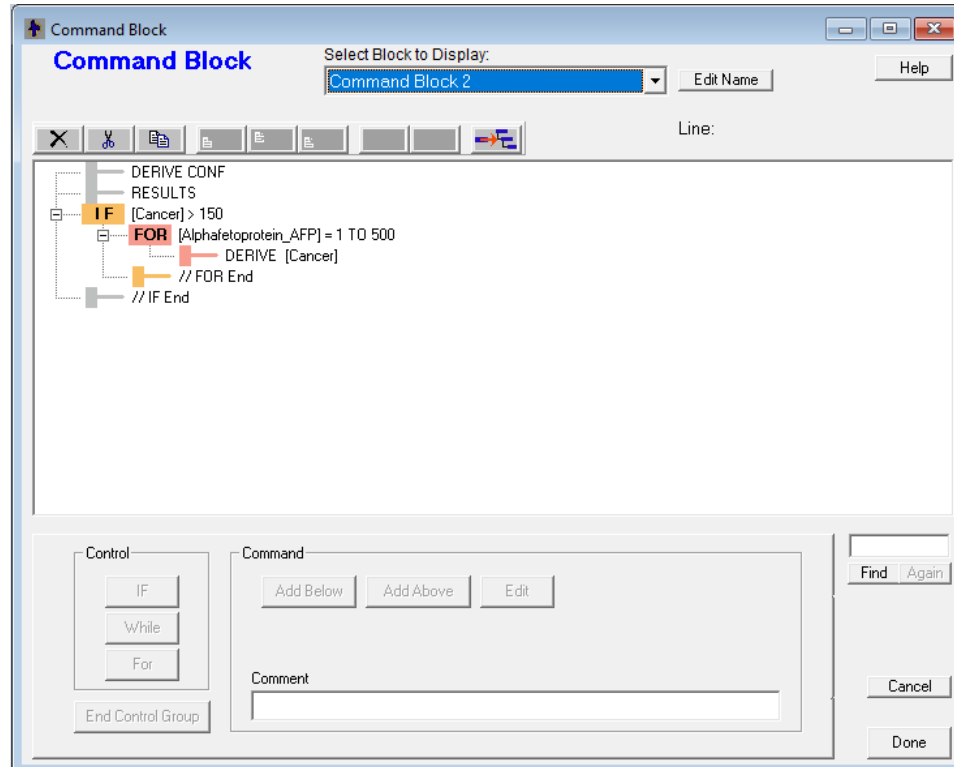 Command Block
Command Block
Select Block to Display:
Command Block 2
Edit Name
Help
Line:
DERIVE CONF
RESULTS
IF [Cancer] > 150
FOR [Alphafetoprotein_AFP] = 1 TO 500
DERIVE [Cancer]
// FOR End
// IF End
Control
IF
While
For
End Control Group
Command
Add Below Add Above Edit
Comment
Find Again
Cancel
Done